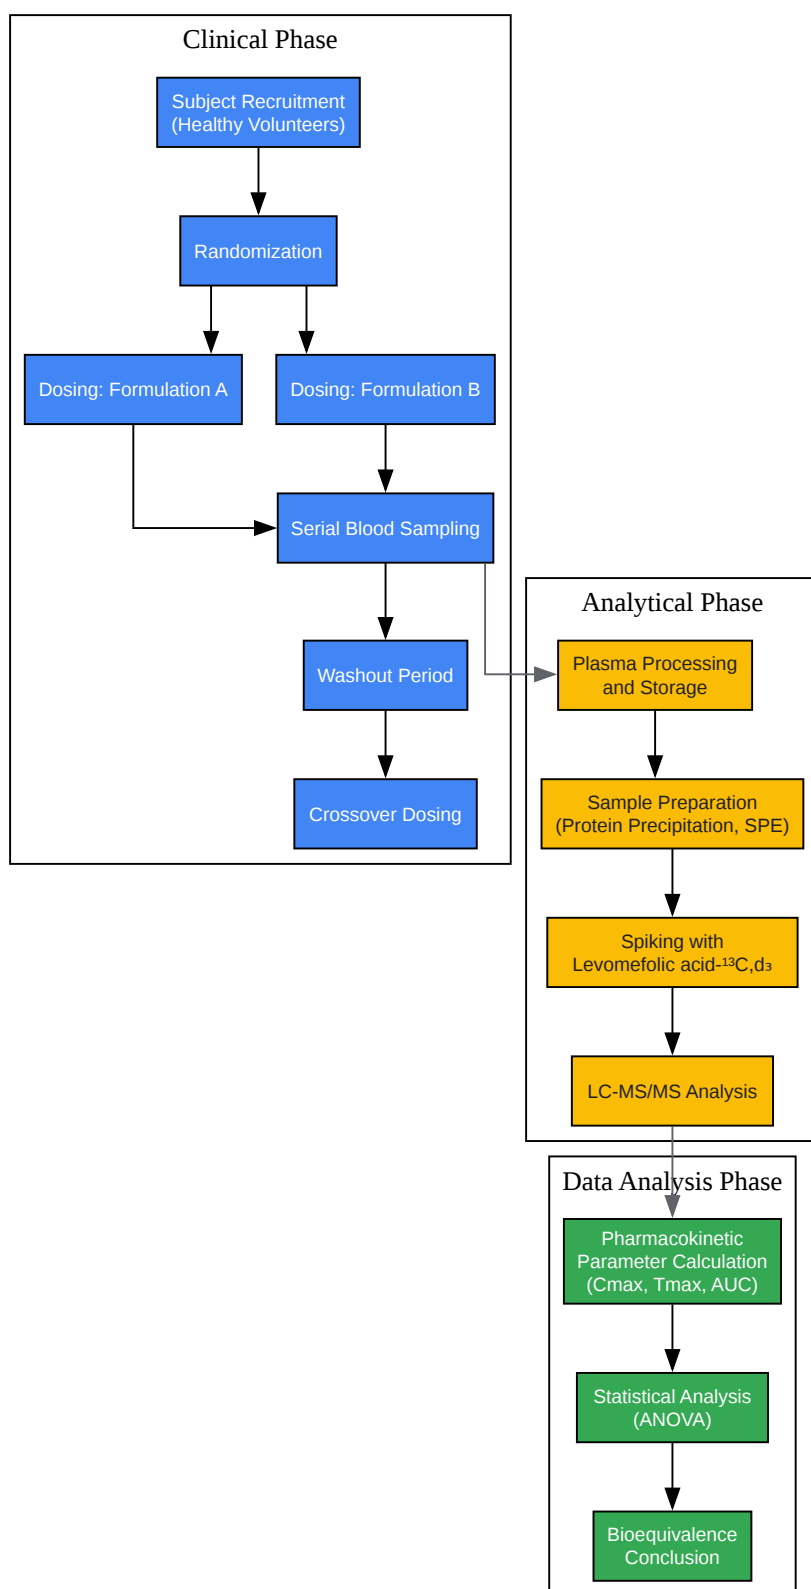 Clinical Phase
Subject Recruitment
(Healthy Volunteers)
Randomization
Dosing: Formulation A
Dosing: Formulation B
Serial Blood Sampling
Washout Period
Crossover Dosing
Analytical Phase
Plasma Processing
and Storage
Sample Preparation
(Protein Precipitation, SPE)
Spiking with
Levomefolic acid-¹³C,d₃
LC-MS/MS Analysis
Data Analysis Phase
Pharmacokinetic
Parameter Calculation
(Cmax, Tmax, AUC)
Statistical Analysis
(ANOVA)
Bioequivalence
Conclusion